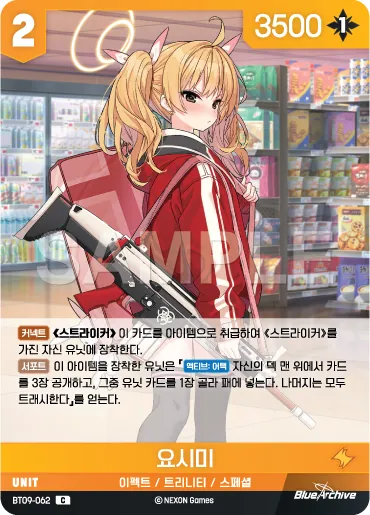 2
3500 1
SAMPLE
커넥트 《스트라이커》 이 카드를 아이템으로 취급하여 《스트라이커》를
가진 자신 유닛에 장착한다.
서포트 이 아이템을 장착한 유닛은 「액티브: 어택 자신의 덱 맨 위에서 카드
를 3장 공개하고, 그중 유닛 카드를 1장 골라 패에 넣는다. 나머지는 모두
트래시한다」를 얻는다.
요시미
UNIT
이펙트 / 트리니티 / 스페셜
BT09-062 C
© NEXON Games
Blue Archive